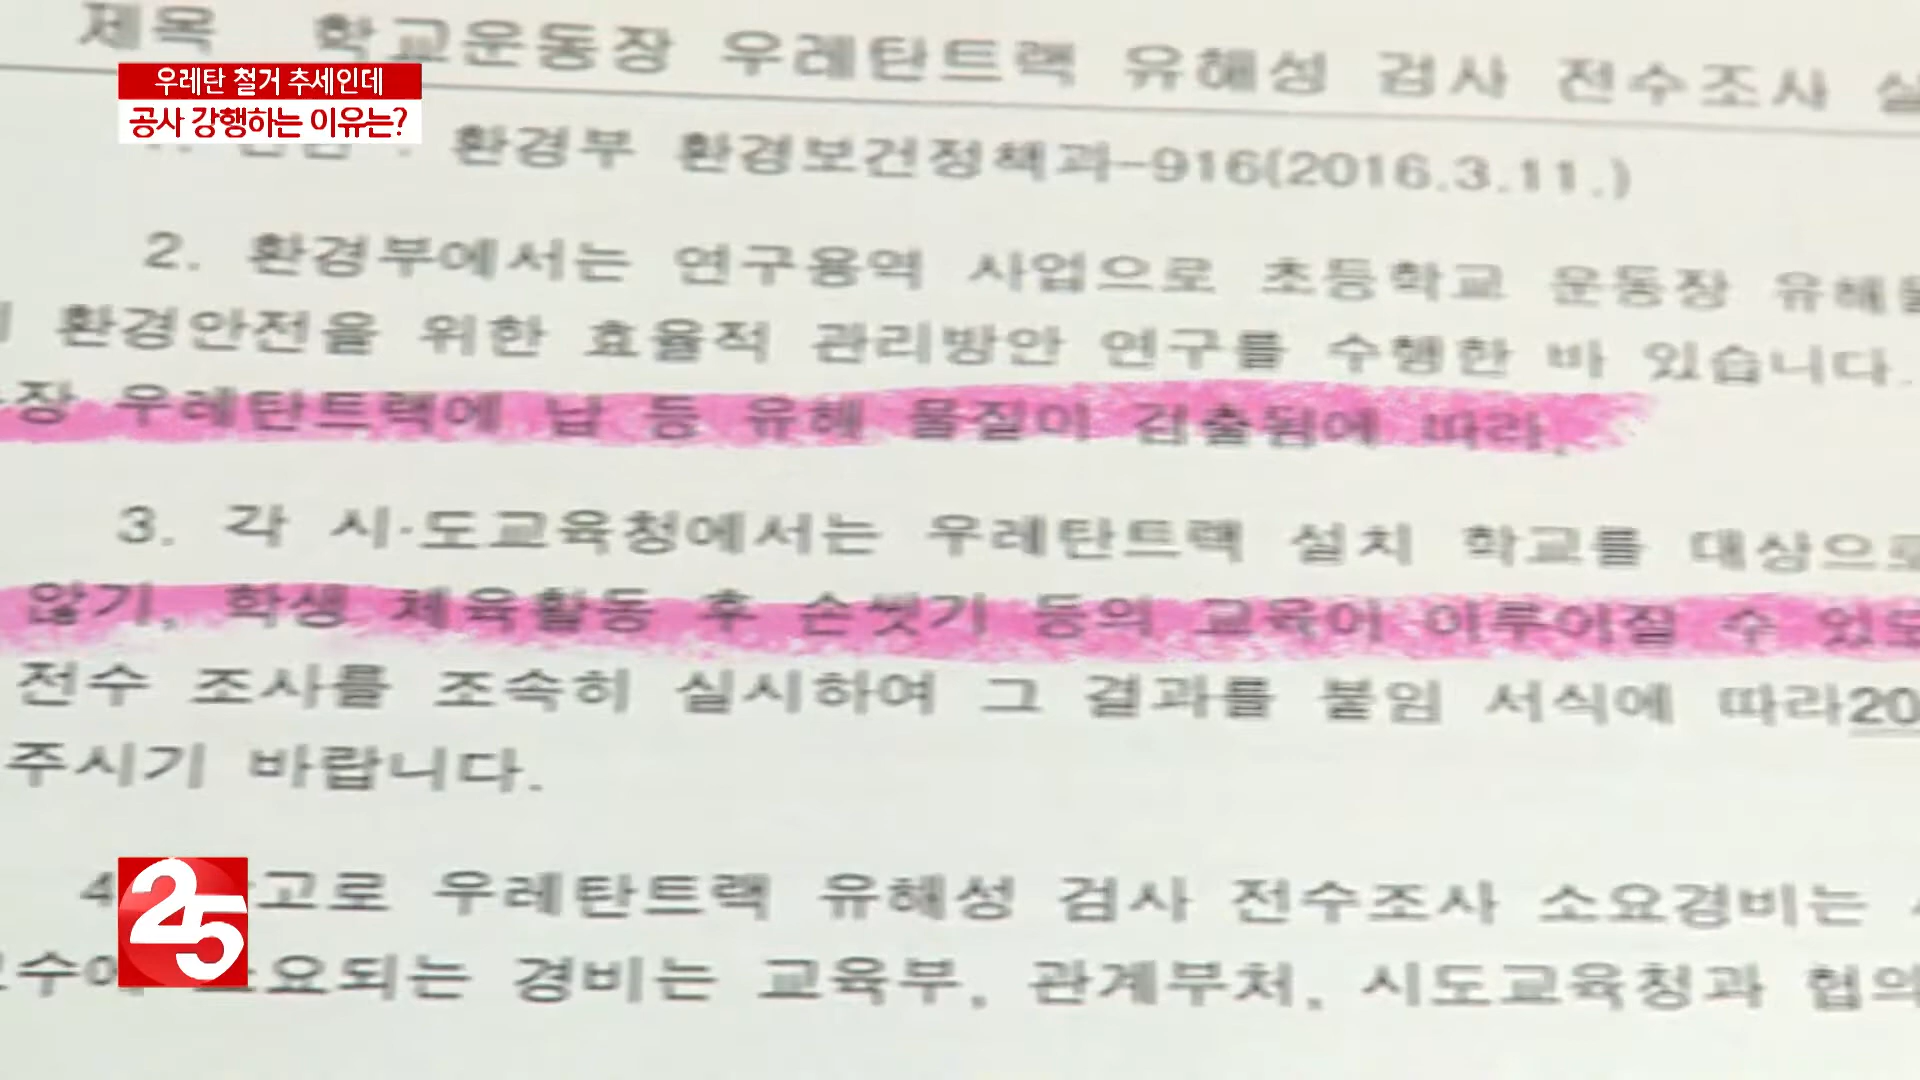 제목 학교운동장 우레탄트랙 유해성 검사 전수조사
우레탄 철거 추세인데
공사 강행하는 이유는?
환경부 환경보건정책과-916(2016.3.11.)
2. 환경부에서는 연구용역 사업으로 초등학교 운동장
환경안전을 위한 효율적 관리방안 연구를 수행한 바 있습니다.
장 우레탄트랙에 납 등 유해 물질이 검출됨에 따라,
3. 각 시·도교육청에서는 우레탄트랙 설치 학교를 대상으로
않기, 학생 체육활동 후 손씻기 등의 교육이 이루어질 수 있도
전수 조사를 조속히 실시하여 그 결과를 붙임 서식에 따라20
주시기 바랍니다.
4 고로 우레탄트랙 유해성 검사 전수조사 소요경비는
요되는 경비는 교육부, 관계부처, 시도교육청과 협의
25